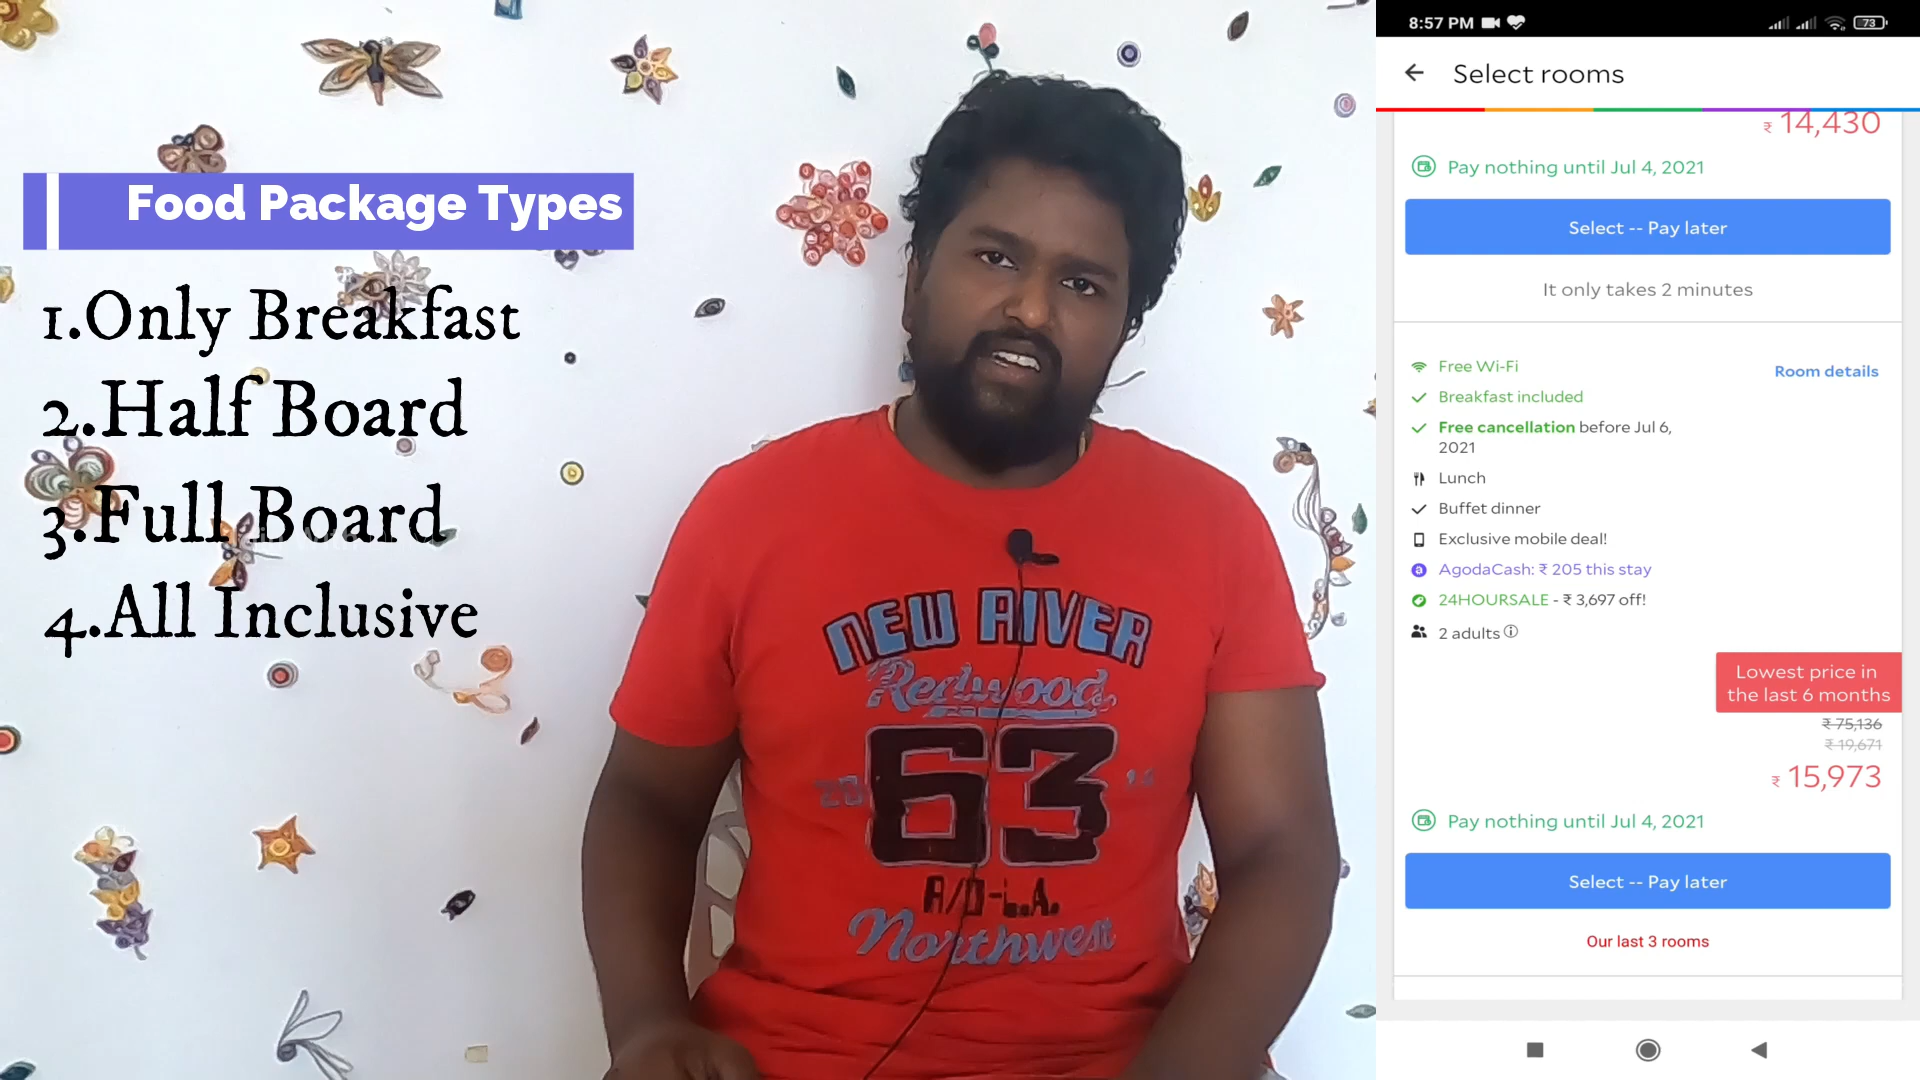 Food Package Types
1.Only Breakfast
2.Half Board
3.Full Board
4.All Inclusive
NEW RIVER
Redwood
63
A/D-L.A.
Northwest
8:57 PM
73
Select rooms
₹ 14,430
Pay nothing until Jul 4, 2021
Select -- Pay later
It only takes 2 minutes
Free Wi-Fi
Room details
Breakfast included
Free cancellation before Jul 6,
2021
Lunch
Buffet dinner
Exclusive mobile deal!
AgodaCash: ₹ 205 this stay
24HOURSALE - ₹ 3,697 off!
2 adults
Lowest price in
the last 6 months
₹ 75,136
₹ 19,671
₹ 15,973
Pay nothing until Jul 4, 2021
Select -- Pay later
Our last 3 rooms